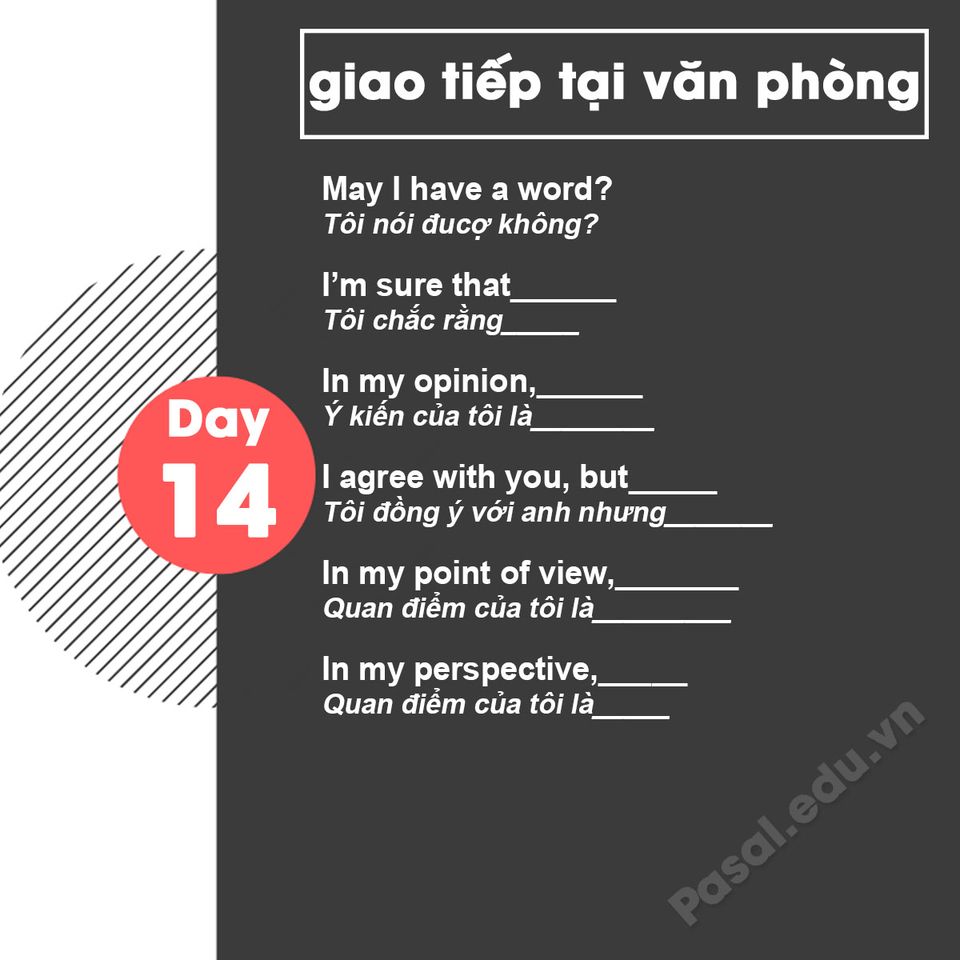 giao tiếp tại văn phòng
May I have a word?
Tôi nói đucợ không?
I'm sure that______
Tôi chắc rằng_____
In my opinion,______
Ý kiến của tôi là________
Day
14
I agree with you, but_____
Tôi đồng ý với anh nhưng_______
In my point of view,_______
Quan điểm của tôi là_________
In my perspective,_____
Quan điểm của tôi là_____
Pasal.edu.vn